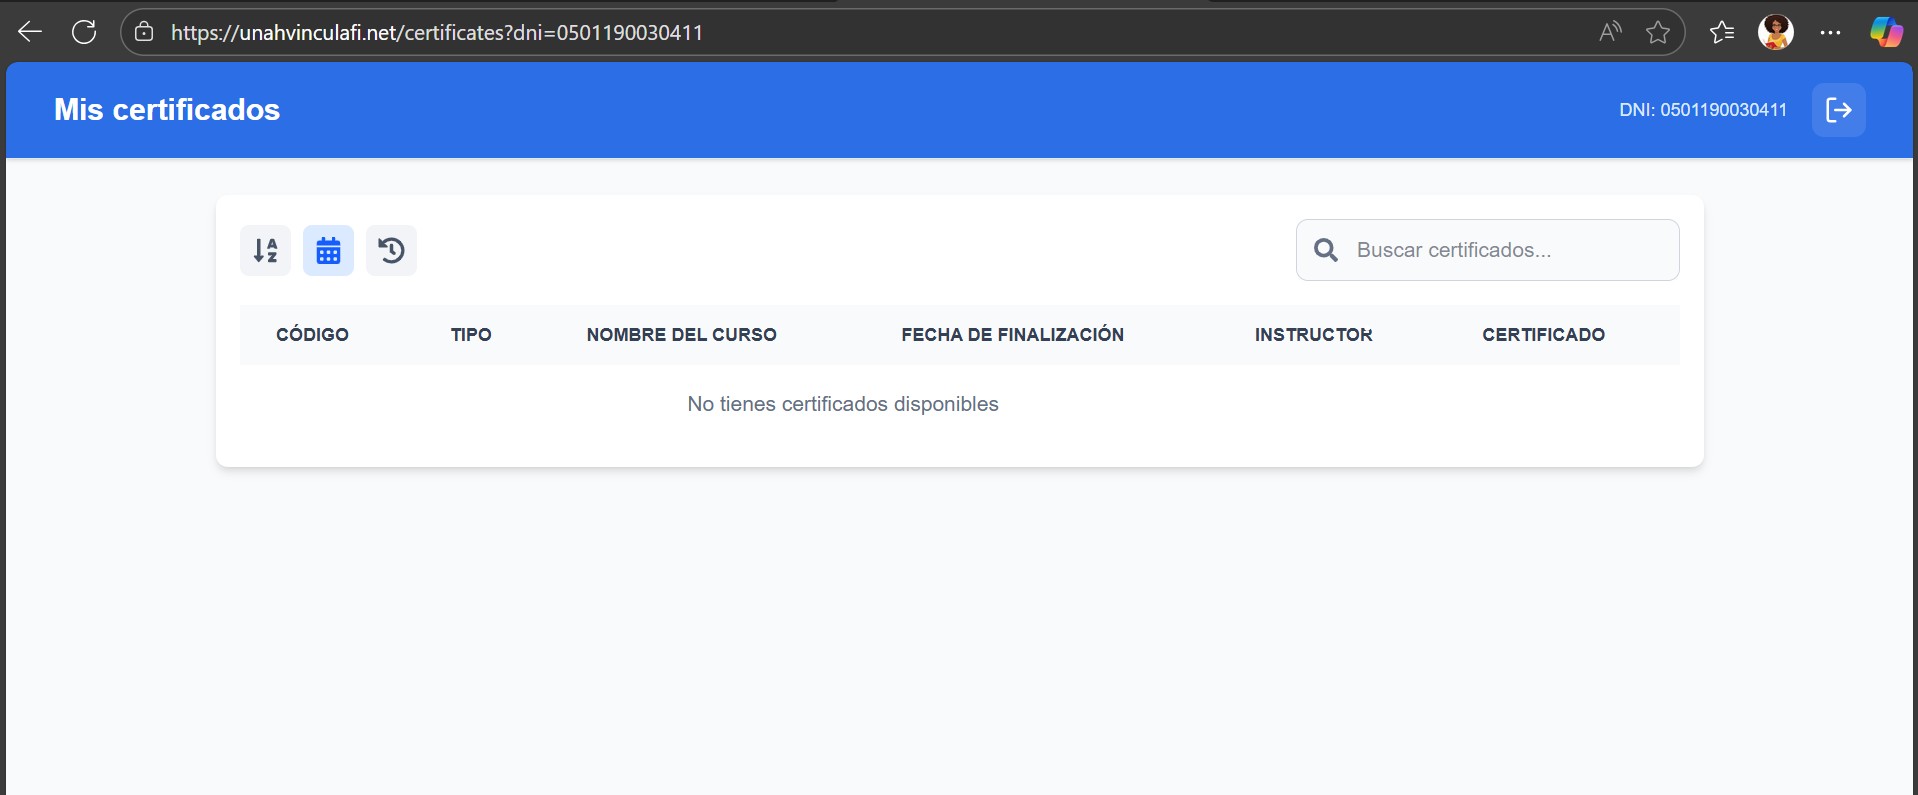 https://unahvinculafi.net/certificates?dni=0501190030411
Mis certificados
DNI: 0501190030411
Buscar certificados...
CÓDIGO TIPO NOMBRE DEL CURSO FECHA DE FINALIZACIÓN INSTRUCTOR CERTIFICADO
No tienes certificados disponibles